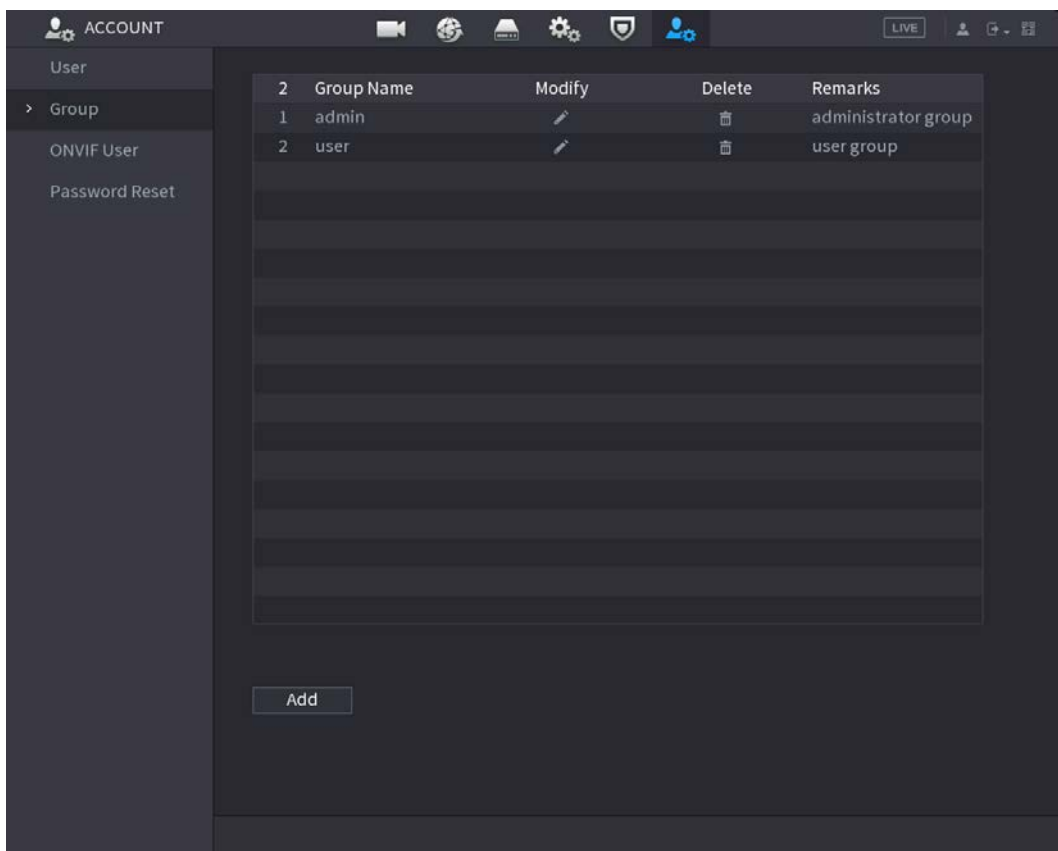 ACCOUNT LIVE
User
Group
ONVIF User
Password Reset
2 Group Name Modify Delete Remarks
1 admin administrator group
2 user user group
Add